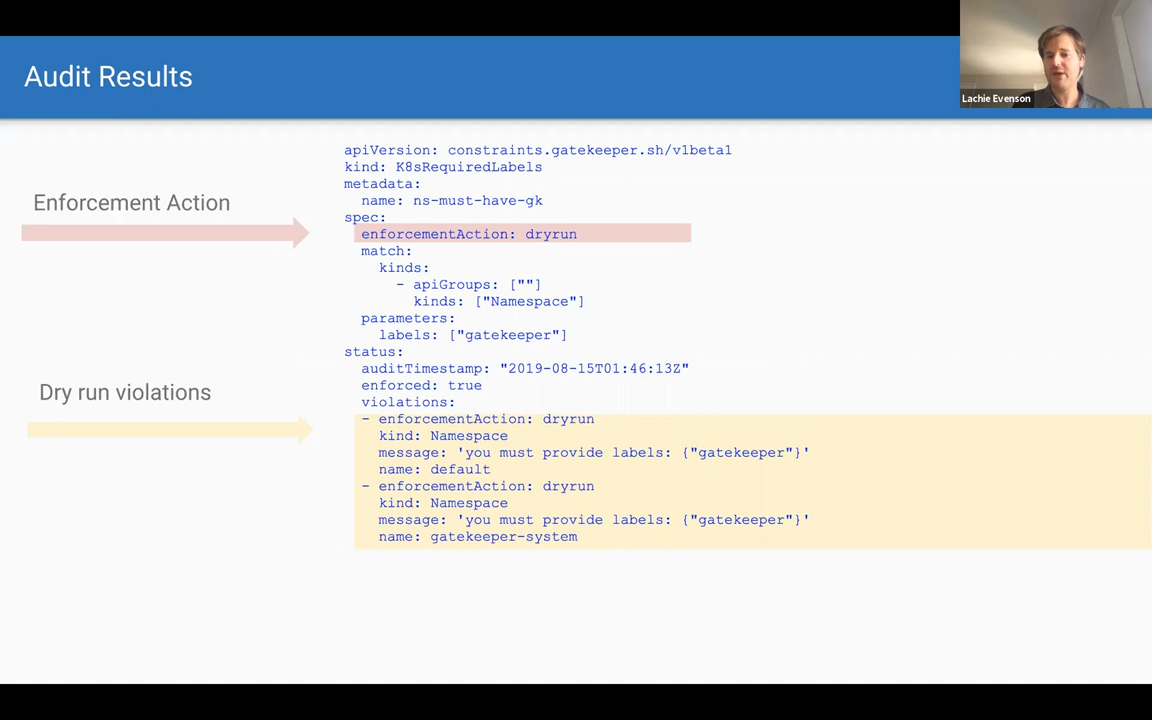 Audit Results
Lachie Evenson
Enforcement Action
Dry run violations
apiVersion: constraints.gatekeeper.sh/v1beta1
kind: K8sRequiredLabels
metadata:
  name: ns-must-have-gk
spec:
  enforcementAction: dryrun
  match:
    kinds:
      - apiGroups: [""]
        kinds: ["Namespace"]
  parameters:
    labels: ["gatekeeper"]
status:
  auditTimestamp: "2019-08-15T01:46:13Z"
  enforced: true
  violations:
  - enforcementAction: dryrun
    kind: Namespace
    message: 'you must provide labels: {"gatekeeper"}'
    name: default
  - enforcementAction: dryrun
    kind: Namespace
    message: 'you must provide labels: {"gatekeeper"}'
    name: gatekeeper-system